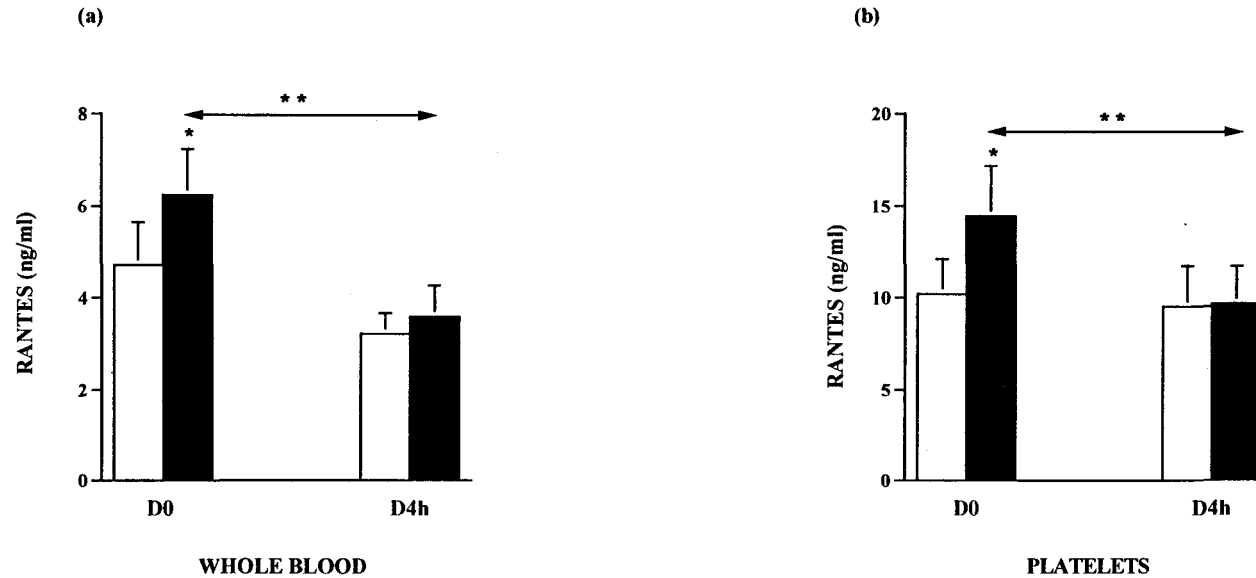 (a)
* *
*
8
6
4
2
0
RANTES (ng/ml)
D0 D4h
WHOLE BLOOD
(b)
* *
*
20
15
10
5
0
RANTES (ng/ml)
D0 D4h
PLATELETS